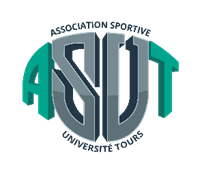 ASSOCIATION SPORTIVE
ASUT
UNIVERSITÉ TOURS